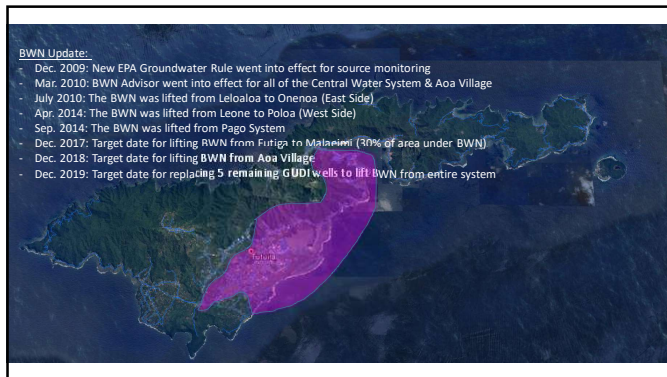 BWN Update:
- Dec. 2009: New EPA Groundwater Rule went into effect for source monitoring
- Mar. 2010: BWN Advisor went into effect for all of the Central Water System & Aoa Village
- July 2010: The BWN was lifted from Leloaloa to Onenoa (East Side)
- Apr. 2014: The BWN was lifted from Leone to Poloa (West Side)
- Sep. 2014: The BWN was lifted from Pago System
- Dec. 2017: Target date for lifting BWN from Futiga to Malaeimi (30% of area under BWN)
- Dec. 2018: Target date for lifting BWN from Aoa Village
- Dec. 2019: Target date for replacing 5 remaining GUDI wells to lift BWN from entire system
Tutuila